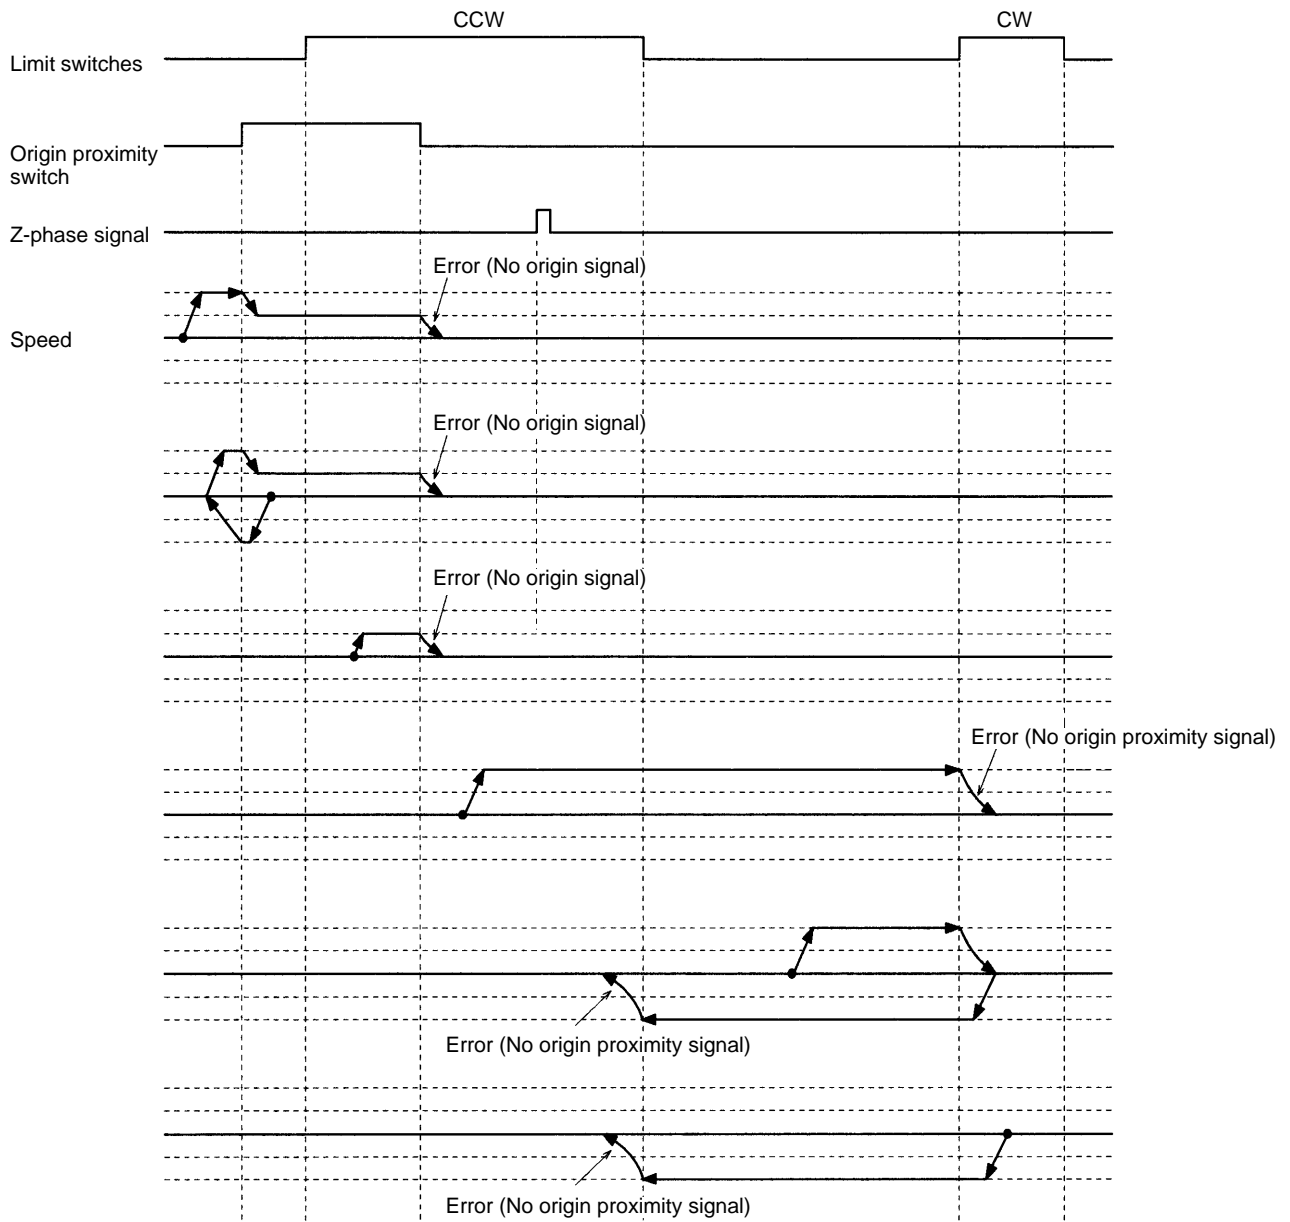 CCW
CW
Limit switches
Origin proximity
switch
Z-phase signal
Error (No origin signal)
Speed
Error (No origin signal)
Error (No origin signal)
Error (No origin proximity signal)
Error (No origin proximity signal)
Error (No origin proximity signal)